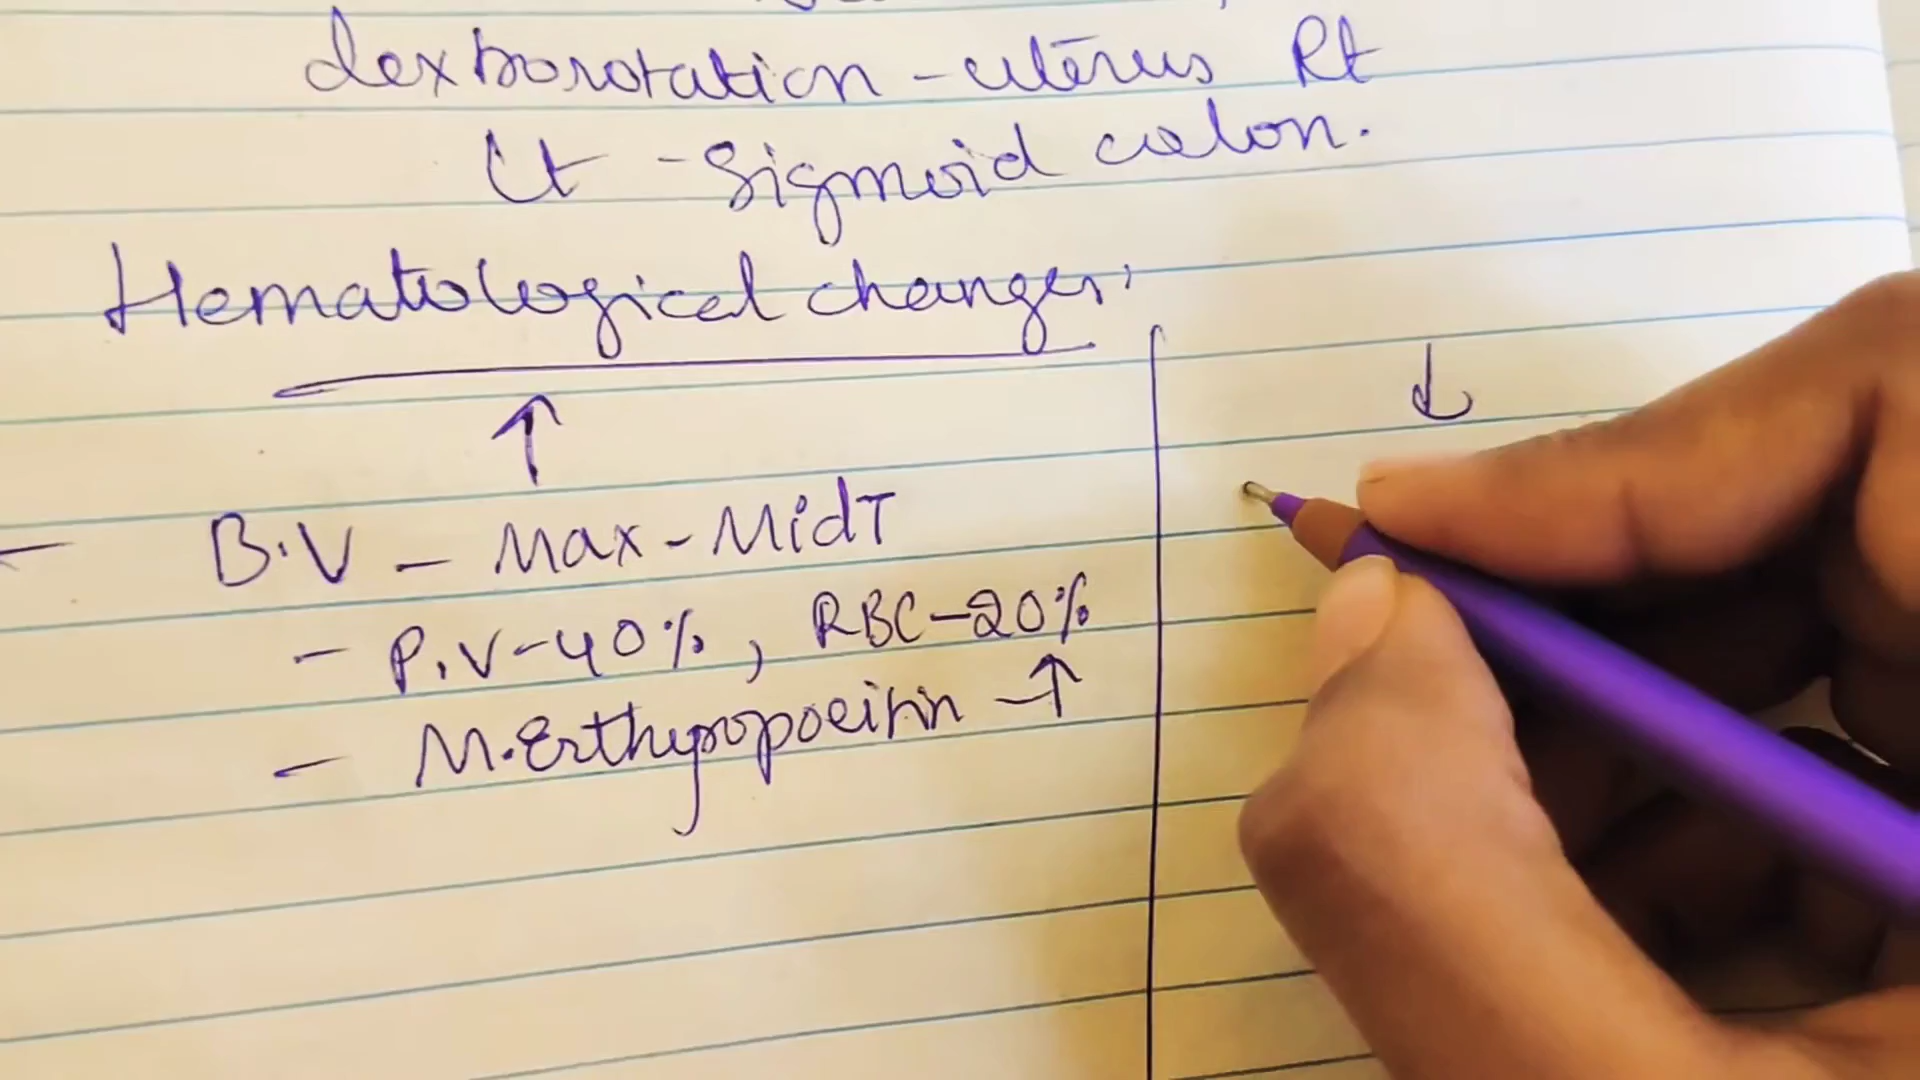 dextrorotation - uterus Rt
Lt - Sigmoid colon.
Hematological changes,
↑
↓
- B.V - Max - MidT
- P.V - 40%, RBC - 20%
- M.Erthyropoeitin - ↑